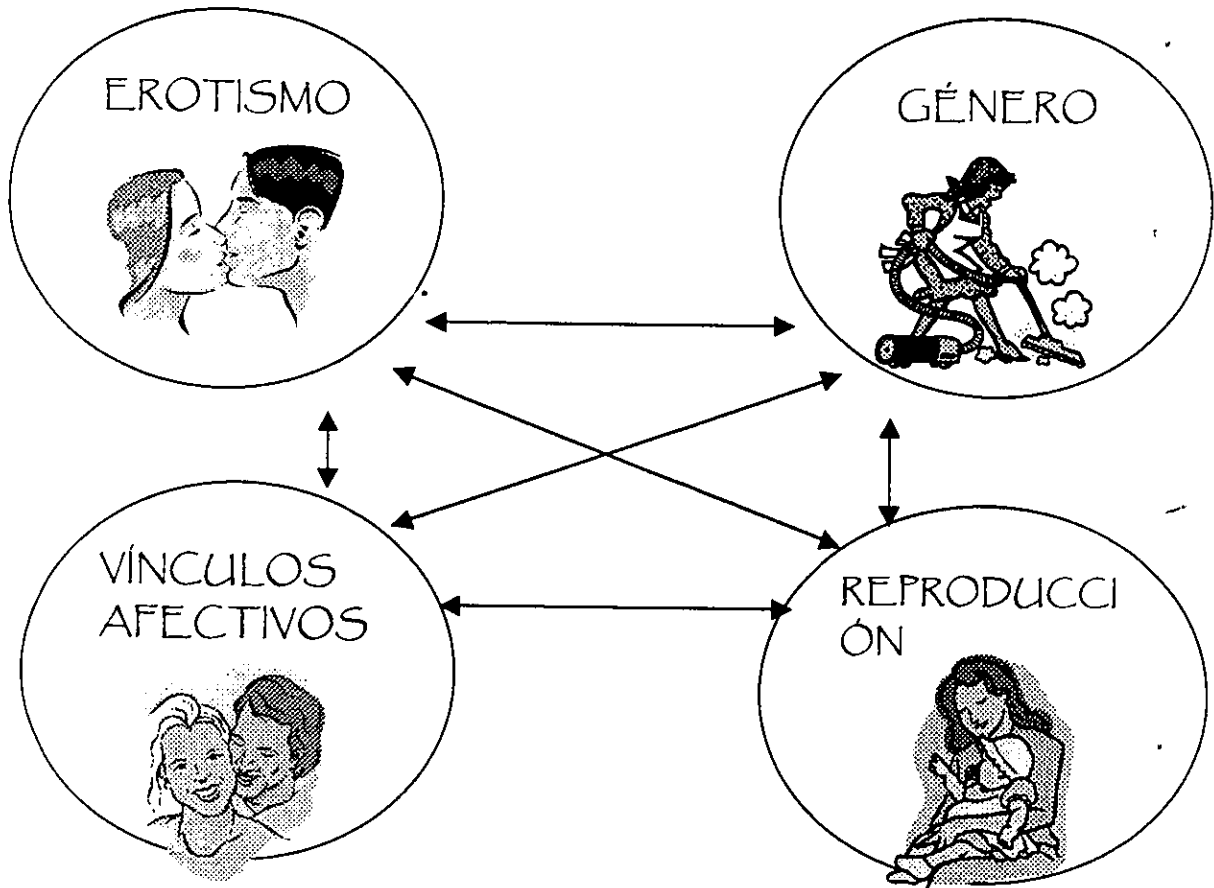 EROTISMO
GÉNERO
VÍNCULOS
AFECTIVOS
REPRODUCCI
ÓN